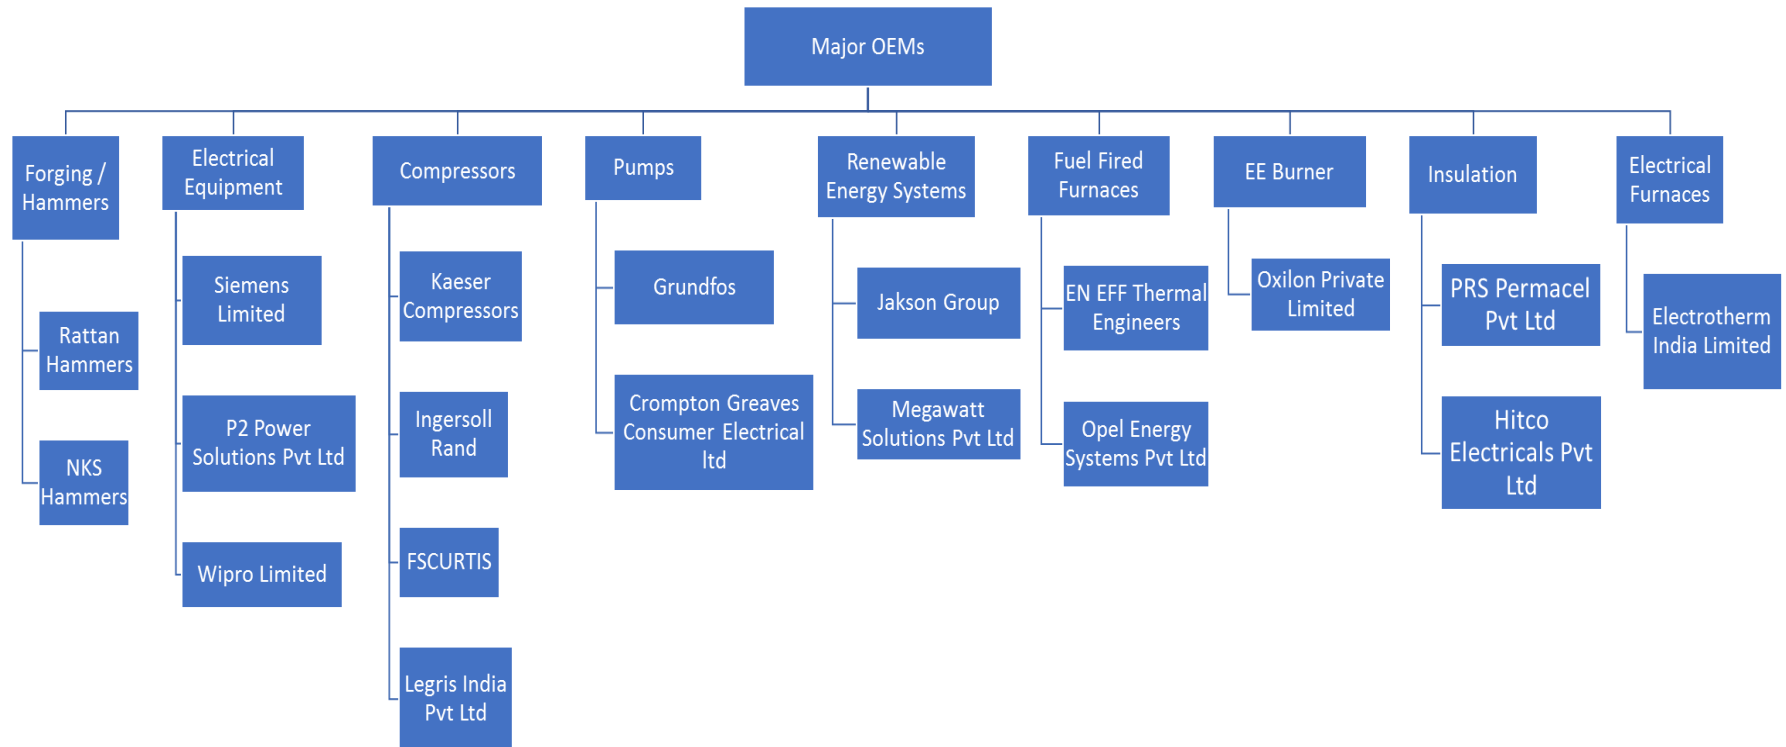 Major OEMs
Forging /
Hammers
Rattan
Hammers
NKS
Hammers
Electrical
Equipment
Siemens
Limited
P2 Power
Solutions Pvt Ltd
Wipro Limited
Compressors
Kaeser
Compressors
Ingersoll
Rand
FSCURTIS
Legris India
Pvt Ltd
Pumps
Grundfos
Crompton Greaves
Consumer Electrical
ltd
Renewable
Energy Systems
Jakson Group
Megawatt
Solutions Pvt Ltd
Fuel Fired
Furnaces
EN EFF Thermal
Engineers
Opel Energy
Systems Pvt Ltd
EE Burner
Oxilon Private
Limited
Insulation
PRS Permacel
Pvt Ltd
Hitco
Electricals Pvt
Ltd
Electrical
Furnaces
Electrotherm
India Limited